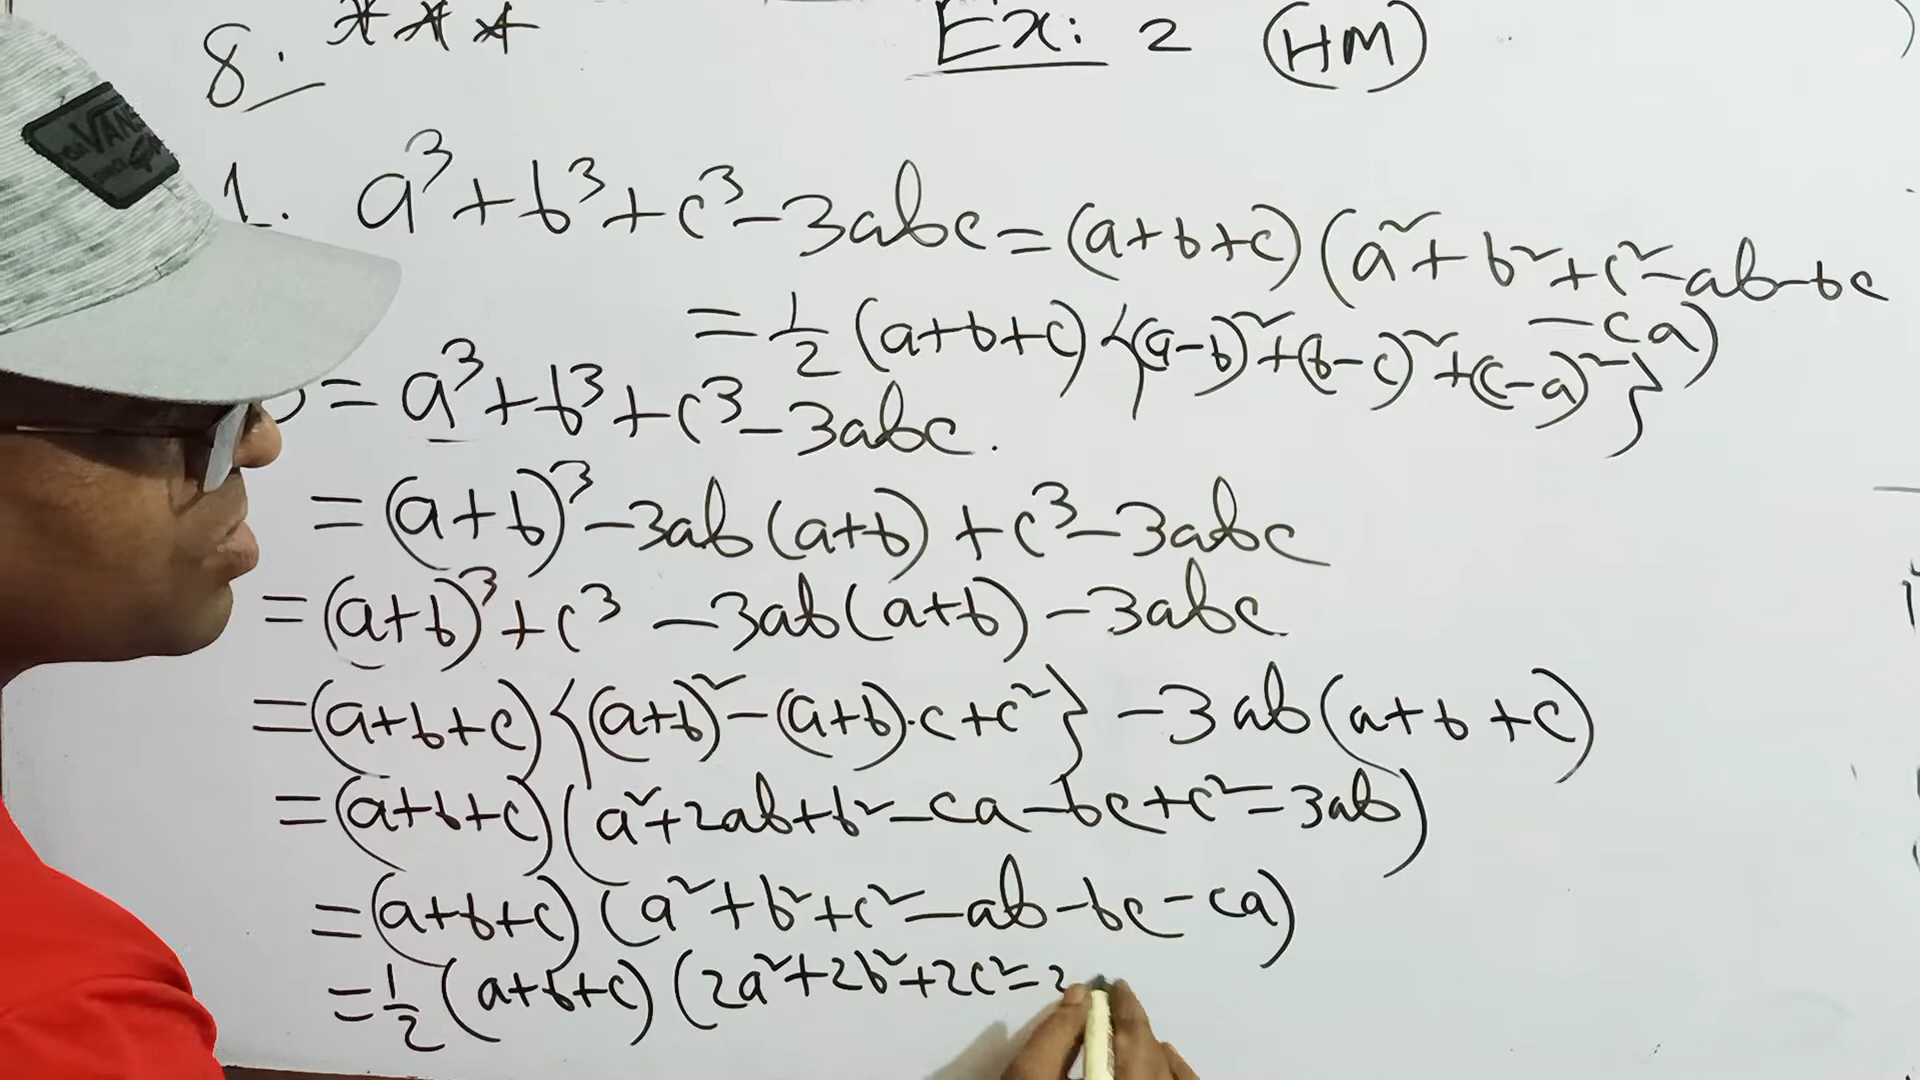 8. ***
Ex: 2 (HM)
1. a³+b³+c³-3abc=(a+b+c)(a²+b²+c²-ab-bc
-ca)
=1/2(a+b+c){(a-b)²+(b-c)²+(c-a)²}
= a³+b³+c³-3abc.
=(a+b)³-3ab(a+b)+c³-3abc
=(a+b)³+c³-3ab(a+b)-3abc
=(a+b+c){(a+b)²-(a+b)·c+c²}-3ab(a+b+c)
=(a+b+c)(a²+2ab+b²-ca-bc+c²-3ab)
=(a+b+c)(a²+b²+c²-ab-bc-ca)
=1/2(a+b+c)(2a²+2b²+2c²-2
VANS